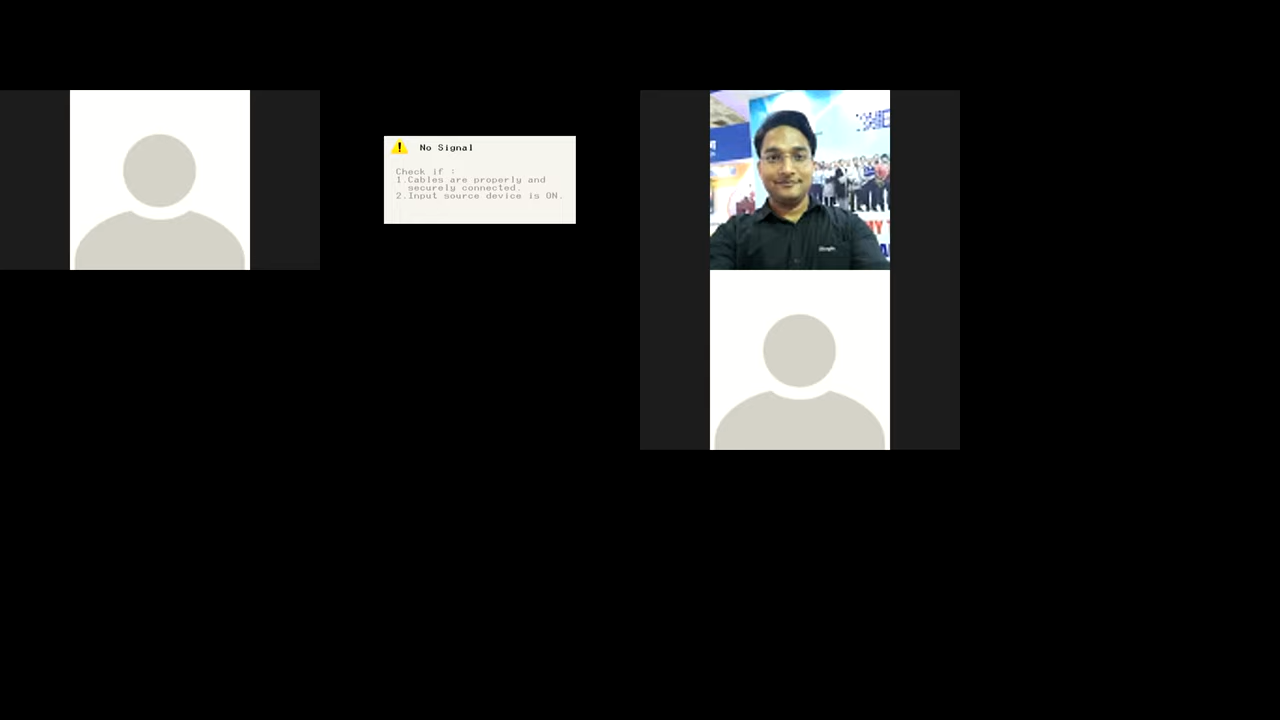 No Signal
Check if :
1.Cables are properly and
securely connected.
2.Input source device is ON.